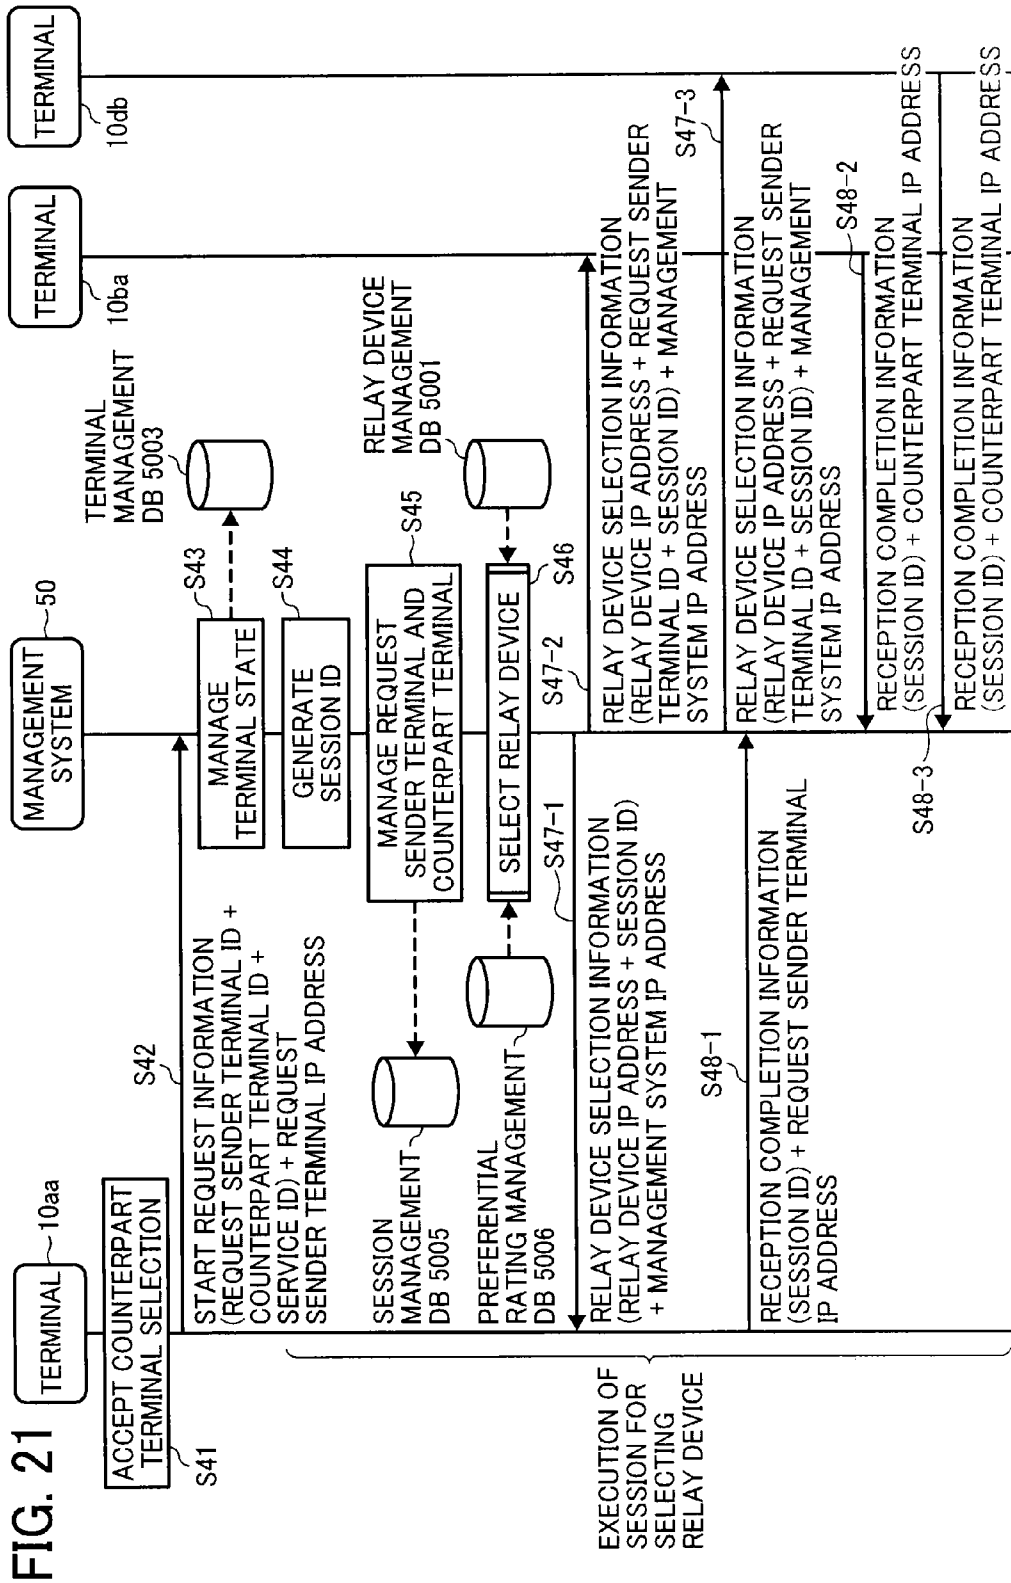 FIG. 21
TERMINAL
10aa
MANAGEMENT
SYSTEM
50
TERMINAL
10ba
TERMINAL
10db
ACCEPT COUNTERPART
TERMINAL SELECTION
S41
S42
START REQUEST INFORMATION
(REQUEST SENDER TERMINAL ID +
COUNTERPART TERMINAL ID +
SERVICE ID) + REQUEST
SENDER TERMINAL IP ADDRESS
MANAGE
TERMINAL STATE
S43
TERMINAL
MANAGEMENT
DB 5003
GENERATE
SESSION ID
S44
SESSION
MANAGEMENT
DB 5005
MANAGE REQUEST
SENDER TERMINAL AND
COUNTERPART TERMINAL
S45
PREFERENTIAL
RATING MANAGEMENT
DB 5006
SELECT RELAY DEVICE
S46
RELAY DEVICE
MANAGEMENT
DB 5001
S47-1
RELAY DEVICE SELECTION INFORMATION
(RELAY DEVICE IP ADDRESS + SESSION ID)
+ MANAGEMENT SYSTEM IP ADDRESS
S47-2
RELAY DEVICE SELECTION INFORMATION
(RELAY DEVICE IP ADDRESS + REQUEST SENDER
TERMINAL ID + SESSION ID) + MANAGEMENT
SYSTEM IP ADDRESS
S47-3
RELAY DEVICE SELECTION INFORMATION
(RELAY DEVICE IP ADDRESS + REQUEST SENDER
TERMINAL ID + SESSION ID) + MANAGEMENT
SYSTEM IP ADDRESS
EXECUTION OF
SESSION FOR
SELECTING
RELAY DEVICE
S48-1
RECEPTION COMPLETION INFORMATION
(SESSION ID) + REQUEST SENDER TERMINAL
IP ADDRESS
S48-2
RECEPTION COMPLETION INFORMATION
(SESSION ID) + COUNTERPART TERMINAL IP ADDRESS
S48-3
RECEPTION COMPLETION INFORMATION
(SESSION ID) + COUNTERPART TERMINAL IP ADDRESS